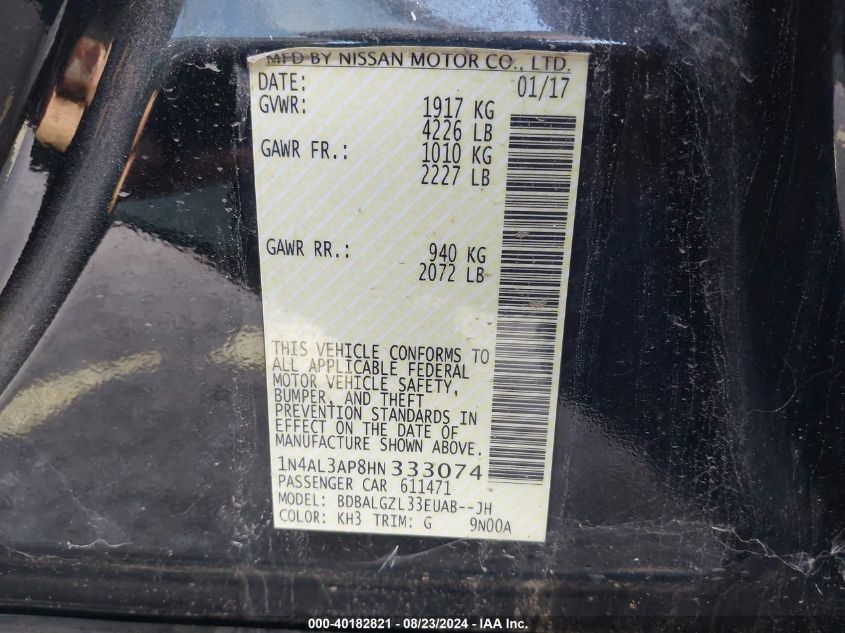 MFD BY NISSAN MOTOR CO., LTD.
DATE: 01/17
GVWR: 1917 KG
4226 LB
GAWR FR.: 1010 KG
2227 LB
GAWR RR.: 940 KG
2072 LB
THIS VEHICLE CONFORMS TO
ALL APPLICABLE FEDERAL
MOTOR VEHICLE SAFETY,
BUMPER, AND THEFT
PREVENTION STANDARDS IN
EFFECT ON THE DATE OF
MANUFACTURE SHOWN ABOVE.
1N4AL3AP8HN 333074
PASSENGER CAR 611471
MODEL: BDBALGZL33EUAB--JH
COLOR: KH3 TRIM: G 9N00A
000-40182821 - 08/23/2024 - IAA Inc.